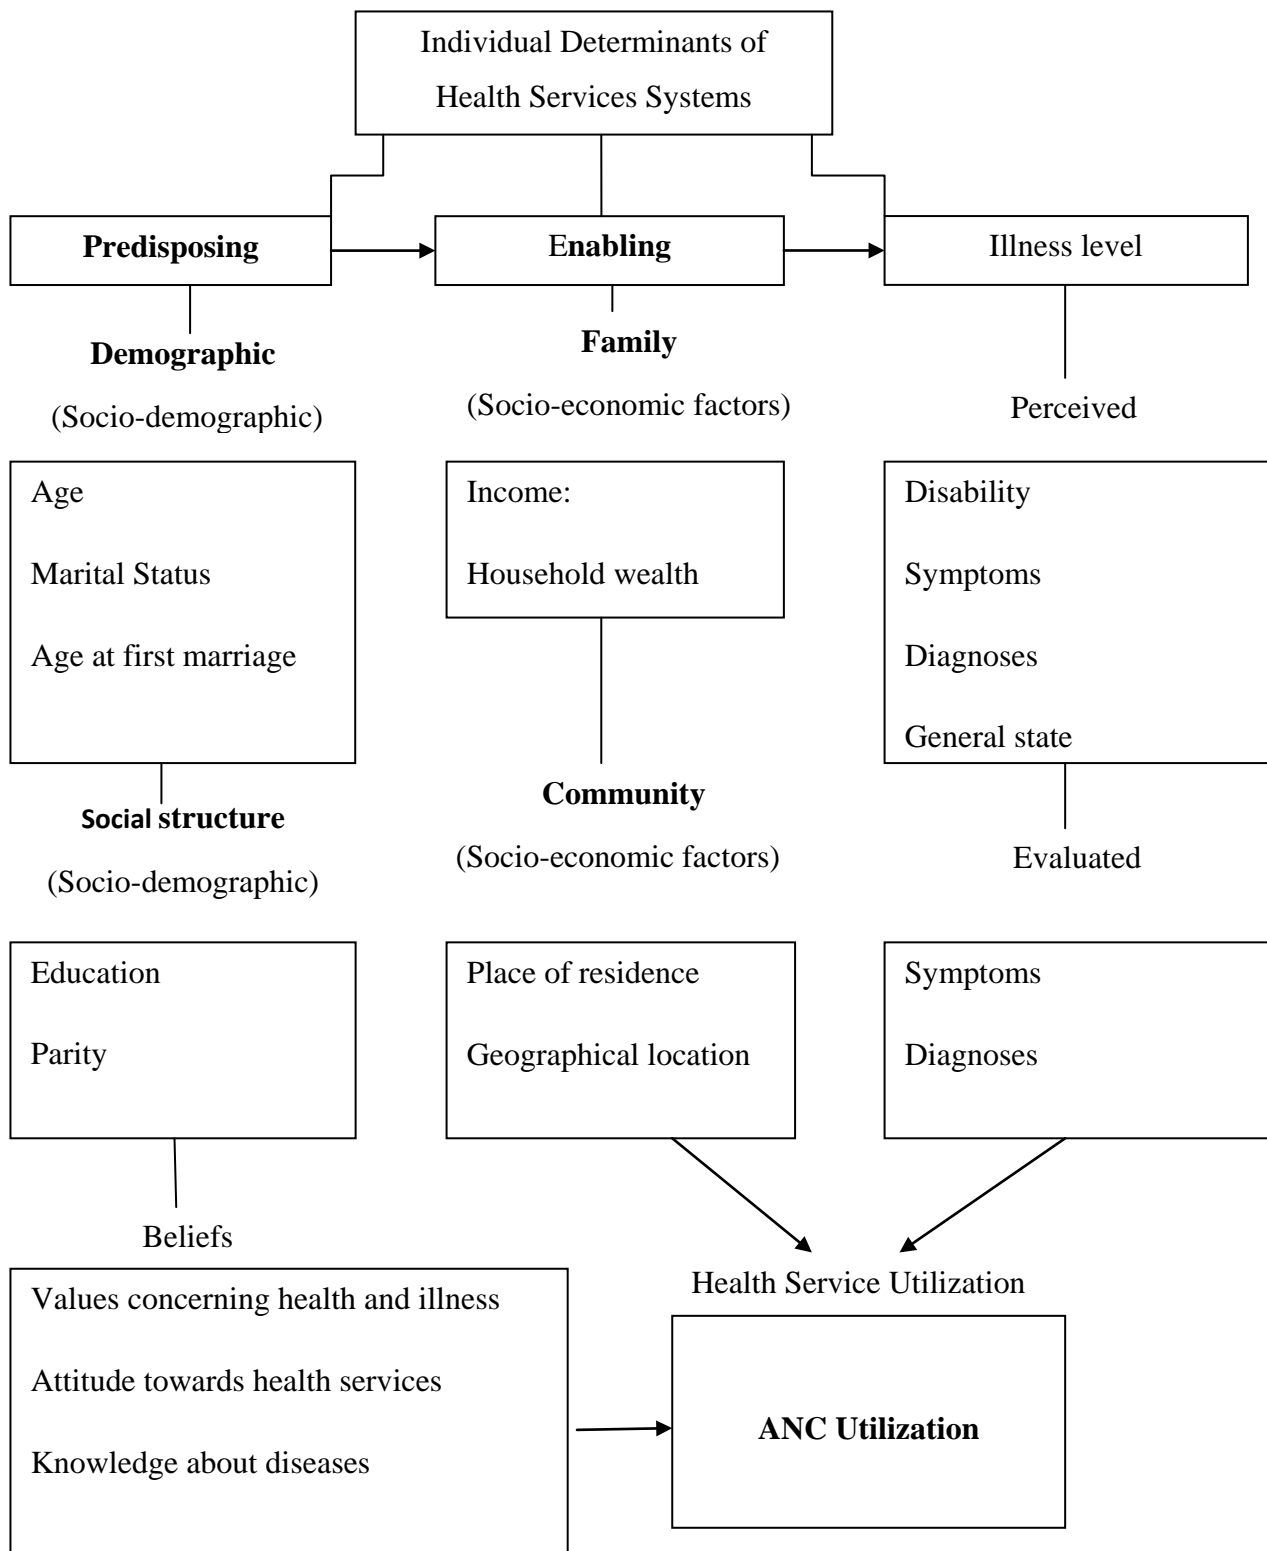 Individual Determinants of
Health Services Systems
Predisposing
Enabling
Illness level
Demographic
(Socio-demographic)
Family
(Socio-economic factors)
Perceived
Age
Marital Status
Age at first marriage
Income:
Household wealth
Disability
Symptoms
Diagnoses
General state
Social structure
(Socio-demographic)
Community
(Socio-economic factors)
Evaluated
Education
Parity
Place of residence
Geographical location
Symptoms
Diagnoses
Beliefs
Values concerning health and illness
Attitude towards health services
Knowledge about diseases
Health Service Utilization
ANC Utilization